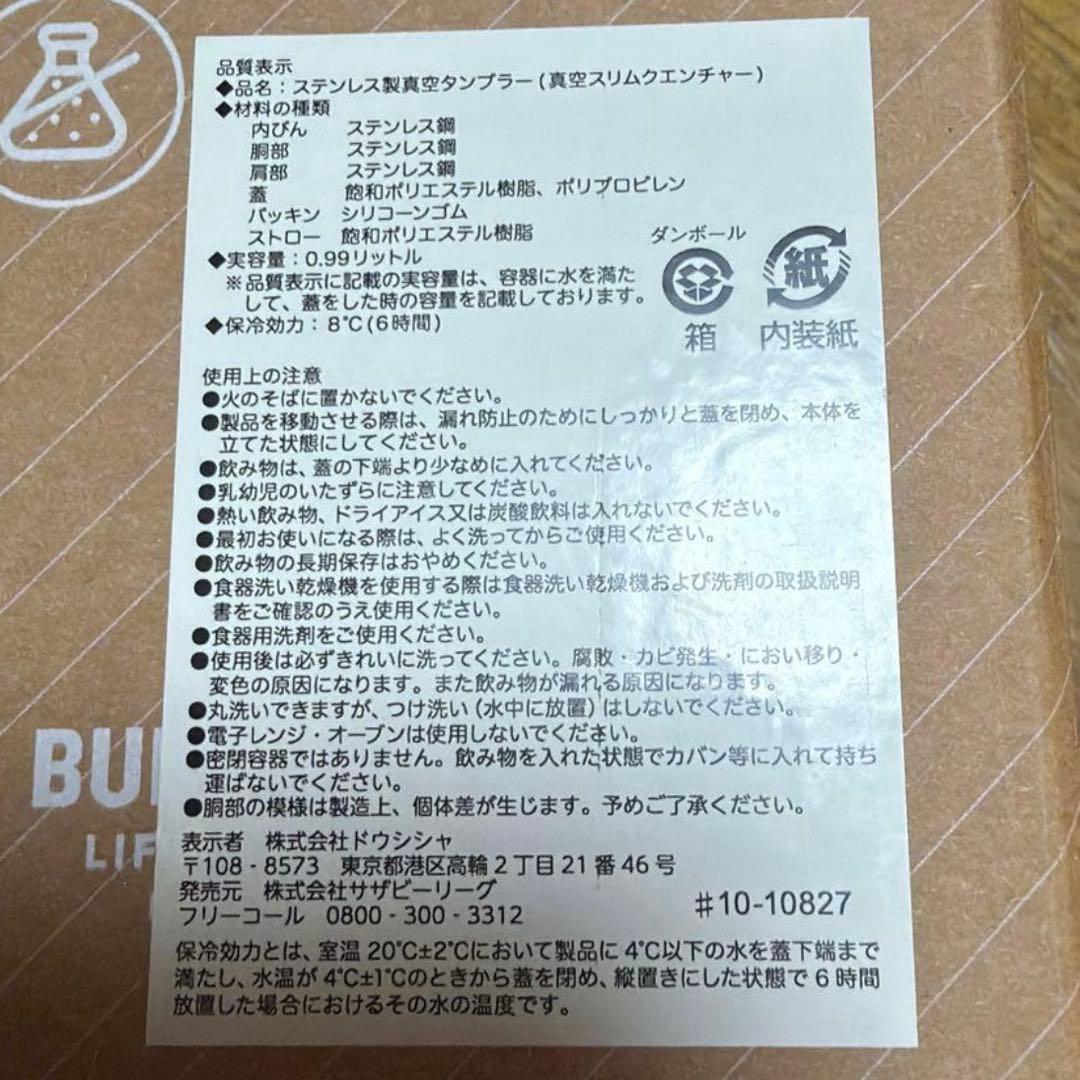 品質表示
◆品名：ステンレス製真空タンブラー(真空スリムクエンチャー)
◆材料の種類
内びん ステンレス鋼
胴部 ステンレス鋼
肩部 ステンレス鋼
蓋 飽和ポリエステル樹脂、ポリプロピレン
パッキン シリコーンゴム
ストロー 飽和ポリエステル樹脂
◆実容量：0.99リットル
※品質表示に記載の実容量は、容器に水を満た
して、蓋をした時の容量を記載しております。
◆保冷効力：8℃(6時間)
ダンボール
箱
紙
内装紙
使用上の注意
●火のそばに置かないでください。
●製品を移動させる際は、漏れ防止のためにしっかりと蓋を閉め、本体を
立てた状態にしてください。
●飲み物は、蓋の下端より少なめに入れてください。
●乳幼児のいたずらに注意してください。
●熱い飲み物、ドライアイス又は炭酸飲料は入れないでください。
●最初お使いになる際は、よく洗ってからご使用ください。
●飲み物の長期保存はおやめください。
●食器洗い乾燥機を使用する際は食器洗い乾燥機および洗剤の取扱説明
書をご確認のうえ使用ください。
●食器用洗剤をご使用ください。
●使用後は必ずきれいに洗ってください。腐敗・カビ発生・におい移り・
変色の原因になります。また飲み物が漏れる原因になります。
●丸洗いできますが、つけ洗い(水中に放置)はしないでください。
●電子レンジ・オーブンは使用しないでください。
●密閉容器ではありません。飲み物を入れた状態でカバン等に入れて持ち
運ばないでください。
●胴部の模様は製造上、個体差が生じます。予めご了承ください。
表示者 株式会社ドウシシャ
〒108-8573 東京都港区高輪2丁目21番46号
発売元 株式会社サザビーリーグ
フリーコール 0800-300-3312
#10-10827
保冷効力とは、室温20℃±2℃において製品に4℃以下の水を蓋下端まで
満たし、水温が4℃±1℃のときから蓋を閉め、縦置きにした状態で6時間
放置した場合におけるその水の温度です。
BUI
LIF